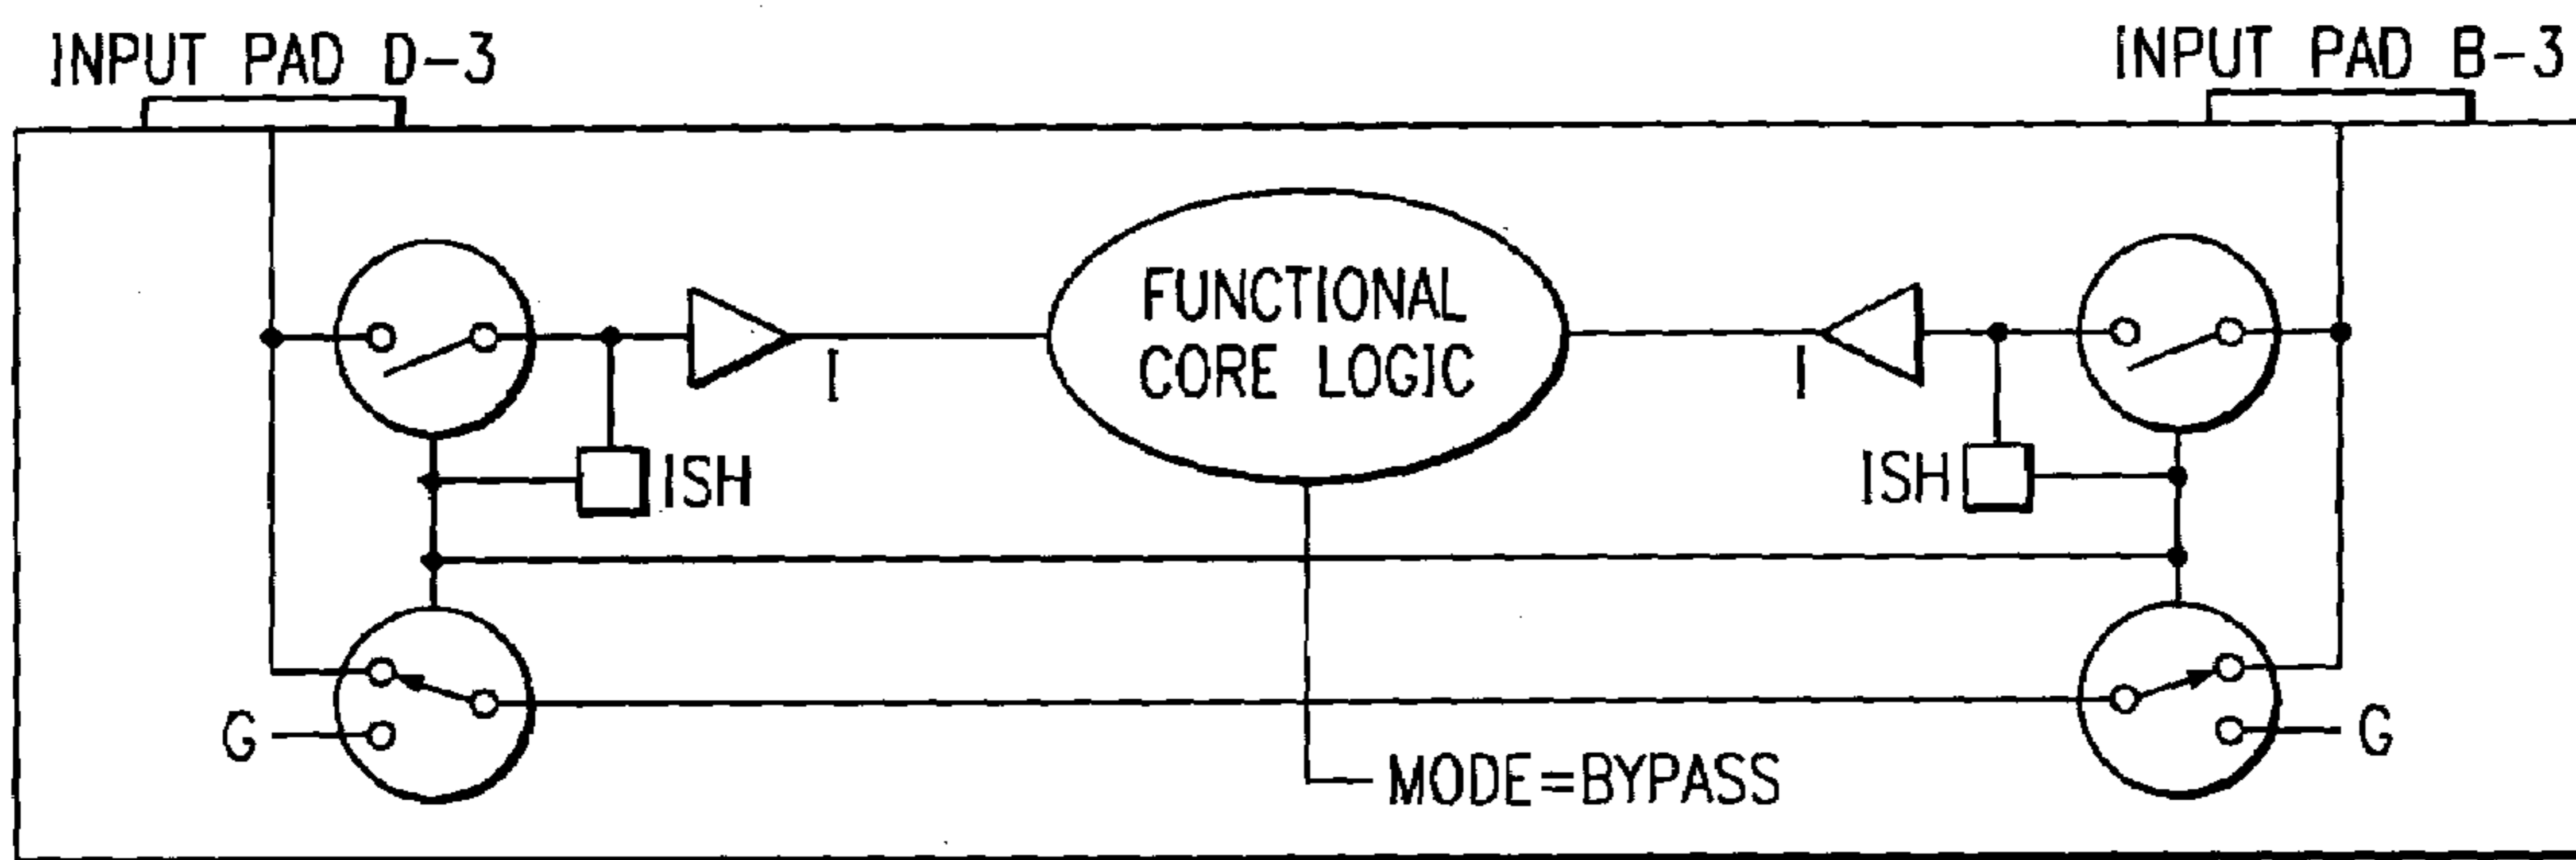 INPUT PAD D-3
INPUT PAD B-3
FUNCTIONAL
CORE LOGIC
I
I
ISH
ISH
G
G
MODE=BYPASS